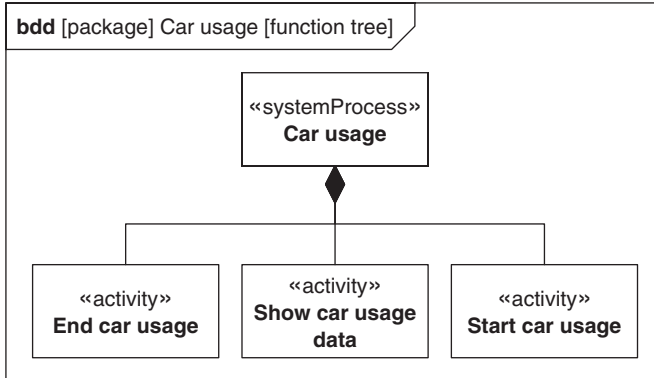 bdd [package] Car usage [function tree]
«systemProcess»
Car usage
«activity»
End car usage
«activity»
Show car usage
data
«activity»
Start car usage